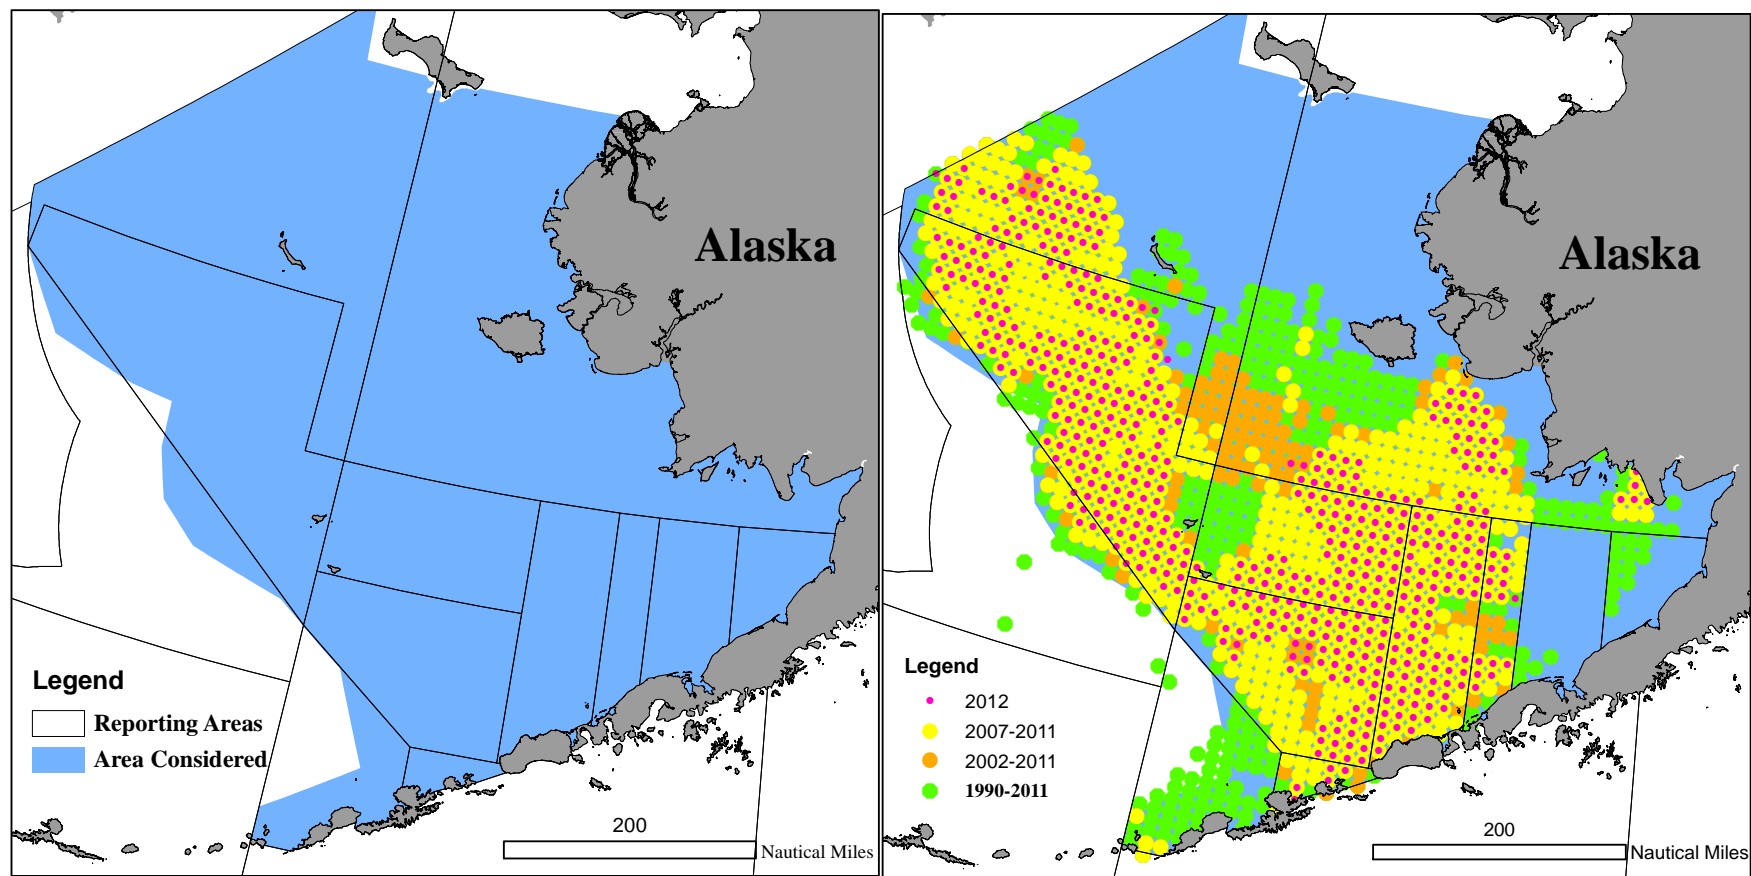 Alaska
Legend
Reporting Areas
Area Considered
200
Nautical Miles
Alaska
Legend
2012
2007-2011
2002-2011
1990-2011
200
Nautical Miles